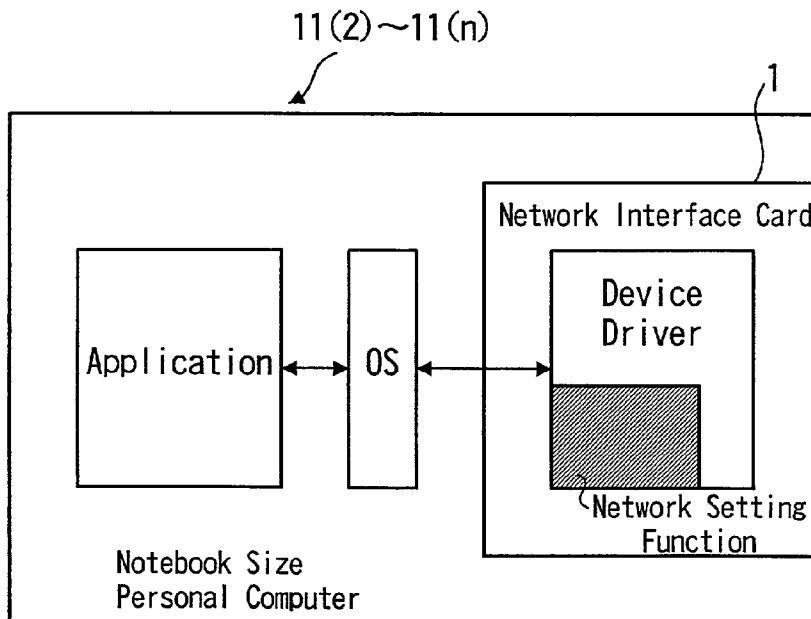 11(2)～11(n)
1
Network Interface Card
Device
Driver
Application
OS
Network Setting
Function
Notebook Size
Personal Computer